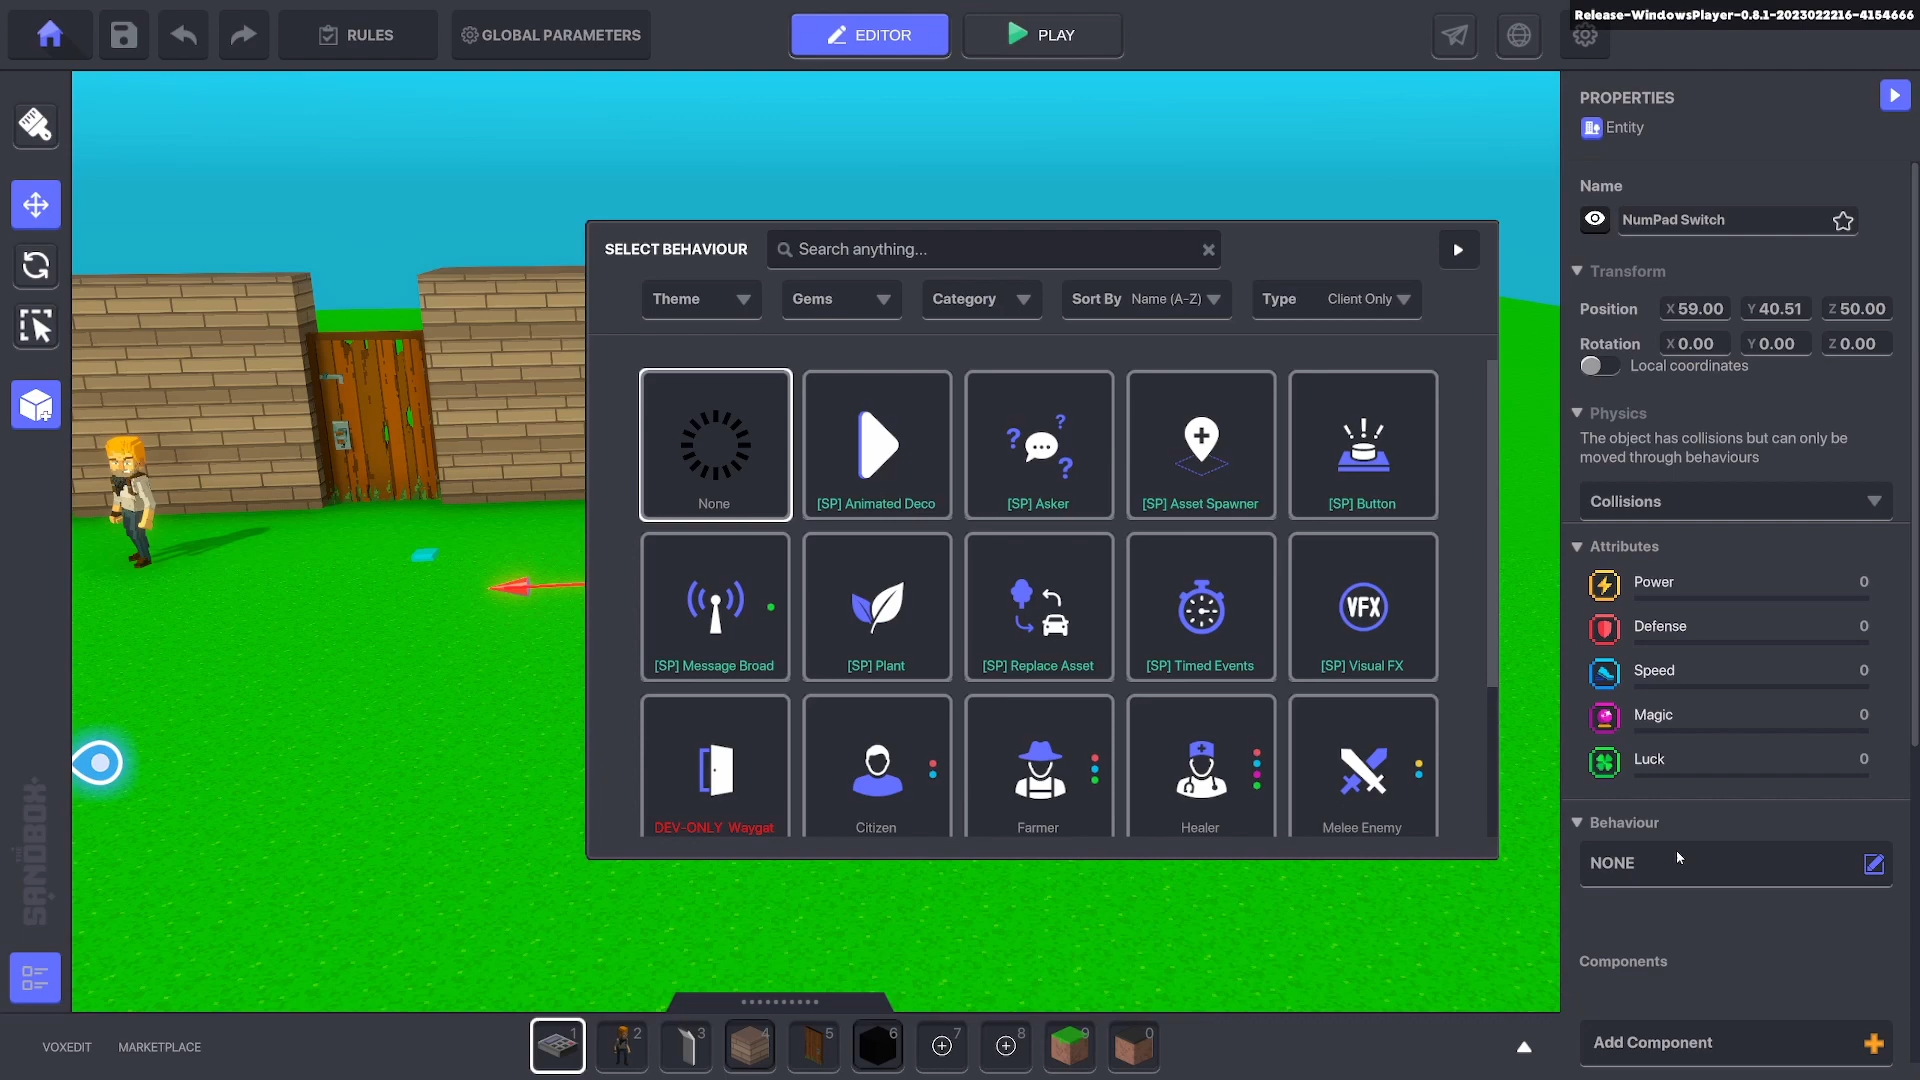 Release-WindowsPlayer-0.8.1-2023022216-4154666
RULES
GLOBAL PARAMETERS
EDITOR
PLAY
PROPERTIES
Entity
Name
NumPad Switch
Transform
Position X 59.00 Y 40.51 Z 50.00
Rotation X 0.00 Y 0.00 Z 0.00
Local coordinates
Physics
The object has collisions but can only be
moved through behaviours
Collisions
Attributes
Power 0
Defense 0
Speed 0
Magic 0
Luck 0
Behaviour
NONE
Components
Add Component
SELECT BEHAVIOUR
Search anything...
Theme
Gems
Category
Sort By Name (A-Z)
Type Client Only
None
[SP] Animated Deco
[SP] Asker
[SP] Asset Spawner
[SP] Button
[SP] Message Broad
[SP] Plant
[SP] Replace Asset
[SP] Timed Events
VFX
[SP] Visual FX
DEV-ONLY Waygat
Citizen
Farmer
Healer
Melee Enemy
THE SANDBOX
VOXEDIT
MARKETPLACE
1
2
3
4
5
6
7
8
9
0